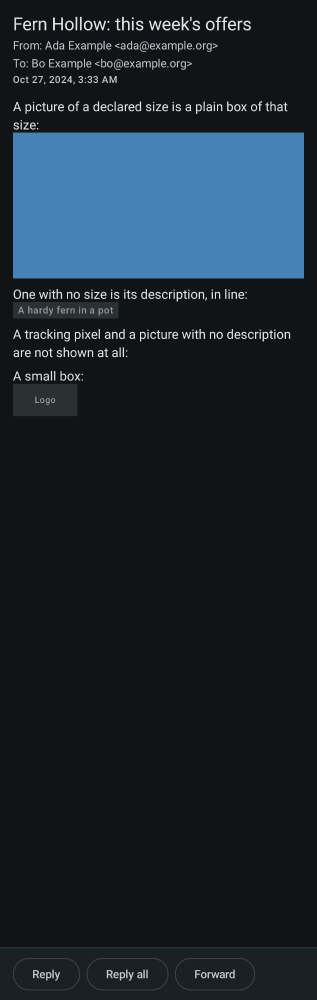 Fern Hollow: this week's offers
From: Ada Example <ada@example.org>
To: Bo Example <bo@example.org>
Oct 27, 2024, 3:33 AM
A picture of a declared size is a plain box of that
size:
One with no size is its description, in line:
A hardy fern in a pot
A tracking pixel and a picture with no description
are not shown at all:
A small box:
Logo
Reply
Reply all
Forward